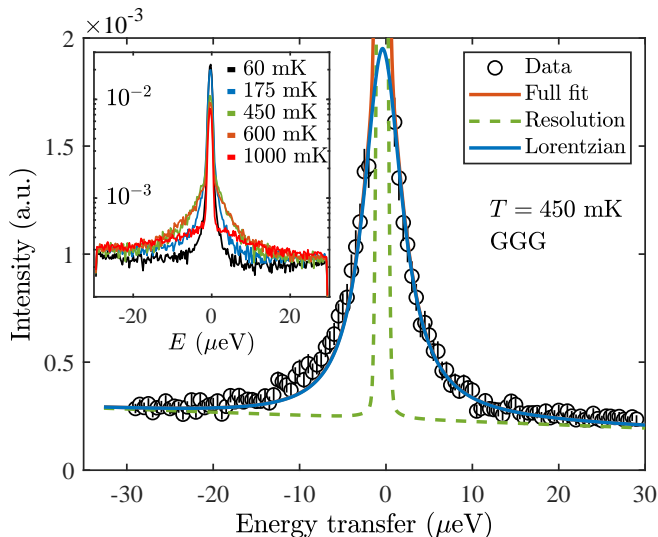 ×10⁻³
2
1.5
1
0.5
0
-30
-20
-10
0
10
20
30
Intensity (a.u.)
Energy transfer (μeV)
Data
Full fit
Resolution
Lorentzian
T = 450 mK
GGG
60 mK
175 mK
450 mK
600 mK
1000 mK
10⁻²
10⁻³
-20
0
20
E (μeV)